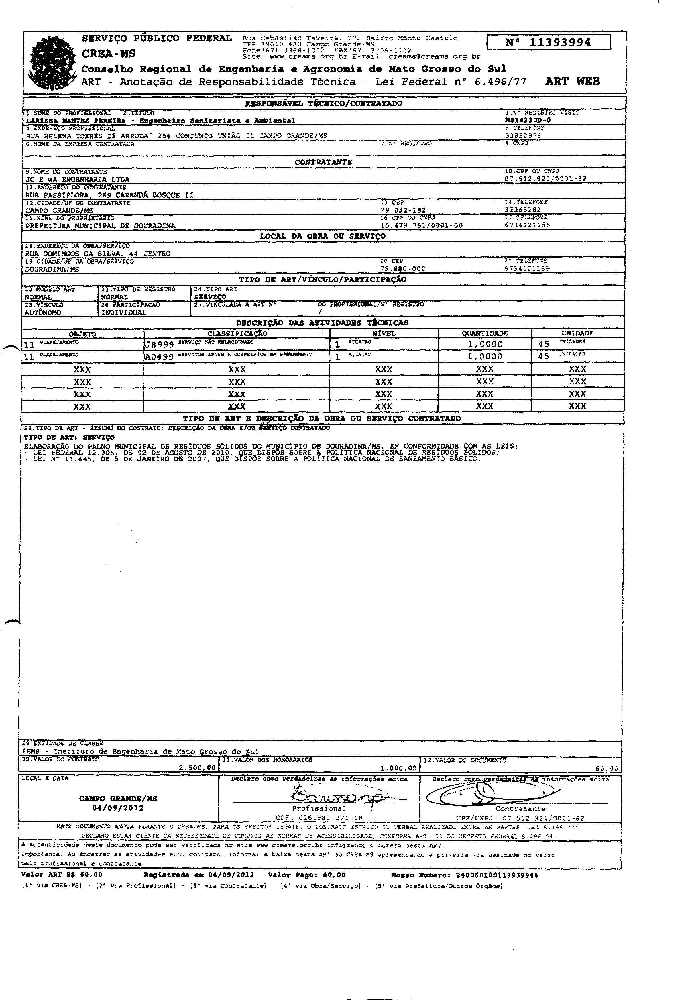 SERVIÇO PÚBLICO FEDERAL
CREA-MS
Rua Sebastião Taveira, 272 Bairro Monte Castelo
CEP 79010-480 Campo Grande-MS
Fone(67) 3368-1000 FAX(67) 3356-1112
Site: www.creams.org.br E-mail: creams@creams.org.br
Nº 11393994
Conselho Regional de Engenharia e Agronomia de Mato Grosso do Sul
ART - Anotação de Responsabilidade Técnica - Lei Federal nº 6.496/77 ART WEB
RESPONSÁVEL TÉCNICO/CONTRATADO
1.NOME DO PROFISSIONAL - 2.TÍTULO 3.Nº REGISTRO-VISTO
LARISSA MANTES PEREIRA - Engenheiro Sanitarista e Ambiental MS14330D-0
4.ENDEREÇO PROFISSIONAL 5.TELEFONE
RUA HELENA TORRES DE ARRUDA^ 256 CONJUNTO UNIÃO II CAMPO GRANDE/MS 33852978
6.NOME DA EMPRESA CONTRATADA 7.Nº REGISTRO 8.CNPJ
CONTRATANTE
9.NOME DO CONTRATANTE 10.CPF OU CNPJ
JC E WA ENGENHARIA LTDA 07.512.921/0001-82
11.ENDEREÇO DO CONTRATANTE
RUA PASSIFLORA, 269 CARANDÁ BOSQUE II
12.CIDADE/UF DO CONTRATANTE 13.CEP 14.TELEFONE
CAMPO GRANDE/MS 79.032-182 33265282
15.NOME DO PROPRIETÁRIO 16.CPF OU CNPJ 17.TELEFONE
PREFEITURA MUNICIPAL DE DOURADINA 15.479.751/0001-00 6734121155
LOCAL DA OBRA OU SERVIÇO
18.ENDEREÇO DA OBRA/SERVIÇO
RUA DOMINGOS DA SILVA, 44 CENTRO
19.CIDADE/UF DA OBRA/SERVIÇO 20.CEP 21.TELEFONE
DOURADINA/MS 79.880-000 6734121155
TIPO DE ART/VÍNCULO/PARTICIPAÇÃO
22.MODELO ART 23.TIPO DE REGISTRO 24.TIPO ART
NORMAL NORMAL SERVIÇO
25.VÍNCULO 26.PARTICIPAÇÃO 27.VINCULADA A ART Nº DO PROFISSIONAL/Nº REGISTRO
AUTÔNOMO INDIVIDUAL /
DESCRIÇÃO DAS ATIVIDADES TÉCNICAS
OBJETO CLASSIFICAÇÃO NÍVEL QUANTIDADE UNIDADE
11 PLANEJAMENTO J8999 SERVIÇO NÃO RELACIONADO 1 ATUACAO 1,0000 45 UNIDADES
11 PLANEJAMENTO A0499 SERVICOS AFINS E CORRELATOS EM SANEAMENTO 1 ATUACAO 1,0000 45 UNIDADES
XXX XXX XXX XXX XXX
XXX XXX XXX XXX XXX
XXX XXX XXX XXX XXX
XXX XXX XXX XXX XXX
TIPO DE ART E DESCRIÇÃO DA OBRA OU SERVIÇO CONTRATADO
28.TIPO DE ART - RESUMO DO CONTRATO: DESCRIÇÃO DA OBRA E/OU SERVIÇO CONTRATADO
TIPO DE ART: SERVIÇO
ELABORAÇÃO DO PALNO MUNICIPAL DE RESÍDUOS SÓLIDOS DO MUNICÍPIO DE DOURADINA/MS, EM CONFORMIDADE COM AS LEIS:
- LEI FEDERAL 12.305, DE 02 DE AGOSTO DE 2010, QUE DISPÕE SOBRE A POLÍTICA NACIONAL DE RESÍDUOS SÓLIDOS;
- LEI Nº 11.445, DE 5 DE JANEIRO DE 2007, QUE DISPÕE SOBRE A POLÍTICA NACIONAL DE SANEAMENTO BÁSICO.
29.ENTIDADE DE CLASSE
IEMS - Instituto de Engenharia de Mato Grosso do Sul
30.VALOR DO CONTRATO 31.VALOR DOS HONORÁRIOS 32.VALOR DO DOCUMENTO
2.500,00 1.000,00 60,00
LOCAL E DATA Declaro como verdadeiras as informações acima Declaro como verdadeiras as informações acima
CAMPO GRANDE/MS
04/09/2012
Profissional Contratante
CPF: 026.980.271-18 CPF/CNPJ: 07.512.921/0001-82
ESTE DOCUMENTO ANOTA PERANTE O CREA/MS, PARA OS EFEITOS LEGAIS, O CONTRATO ESCRITO OU VERBAL REALIZADO ENTRE AS PARTES (LEI 6.496/77)
DECLARO ESTAR CIENTE DA NECESSIDADE DE CUMPRIR AS NORMAS DE ACESSIBILIDADE, CONFORME ART. 11 DO DECRETO FEDERAL 5.296/04.
A autenticidade deste documento pode ser verificada no site www.creams.org.br informando o numero desta ART.
Importante: Ao encerrar as atividades e/ou contrato, informar a baixa desta ART ao CREA-MS apresentando a primeira via assinada no verso
pelo profissional e contratante.
Valor ART R$ 60,00 Registrada em 04/09/2012 Valor Pago: 60,00 Nosso Numero: 240060100113939946
[1ª via CREA-MS] - [2ª via Profissional] - [3ª via Contratante] - [4ª via Obra/Serviço] - [5ª via Prefeitura/Outros Órgãos]